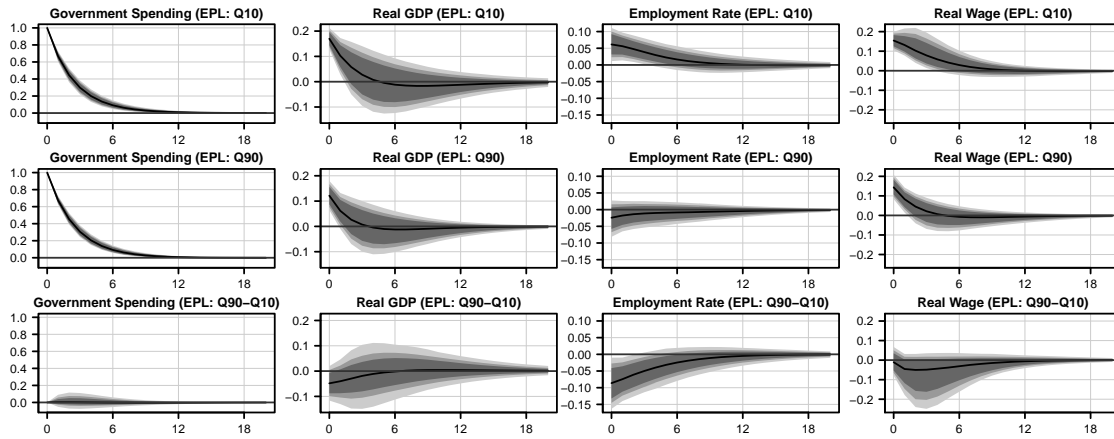 Government Spending (EPL: Q10)
1.0
0.8
0.6
0.4
0.2
0.0
0 6 12 18
Real GDP (EPL: Q10)
0.2
0.1
0.0
−0.1
0 6 12 18
Employment Rate (EPL: Q10)
0.10
0.05
0.00
−0.05
−0.10
−0.15
0 6 12 18
Real Wage (EPL: Q10)
0.2
0.1
0.0
−0.1
−0.2
0 6 12 18
Government Spending (EPL: Q90)
1.0
0.8
0.6
0.4
0.2
0.0
0 6 12 18
Real GDP (EPL: Q90)
0.2
0.1
0.0
−0.1
0 6 12 18
Employment Rate (EPL: Q90)
0.10
0.05
0.00
−0.05
−0.10
−0.15
0 6 12 18
Real Wage (EPL: Q90)
0.2
0.1
0.0
−0.1
−0.2
0 6 12 18
Government Spending (EPL: Q90−Q10)
1.0
0.8
0.6
0.4
0.2
0.0
0 6 12 18
Real GDP (EPL: Q90−Q10)
0.2
0.1
0.0
−0.1
0 6 12 18
Employment Rate (EPL: Q90−Q10)
0.10
0.05
0.00
−0.05
−0.10
−0.15
0 6 12 18
Real Wage (EPL: Q90−Q10)
0.2
0.1
0.0
−0.1
−0.2
0 6 12 18